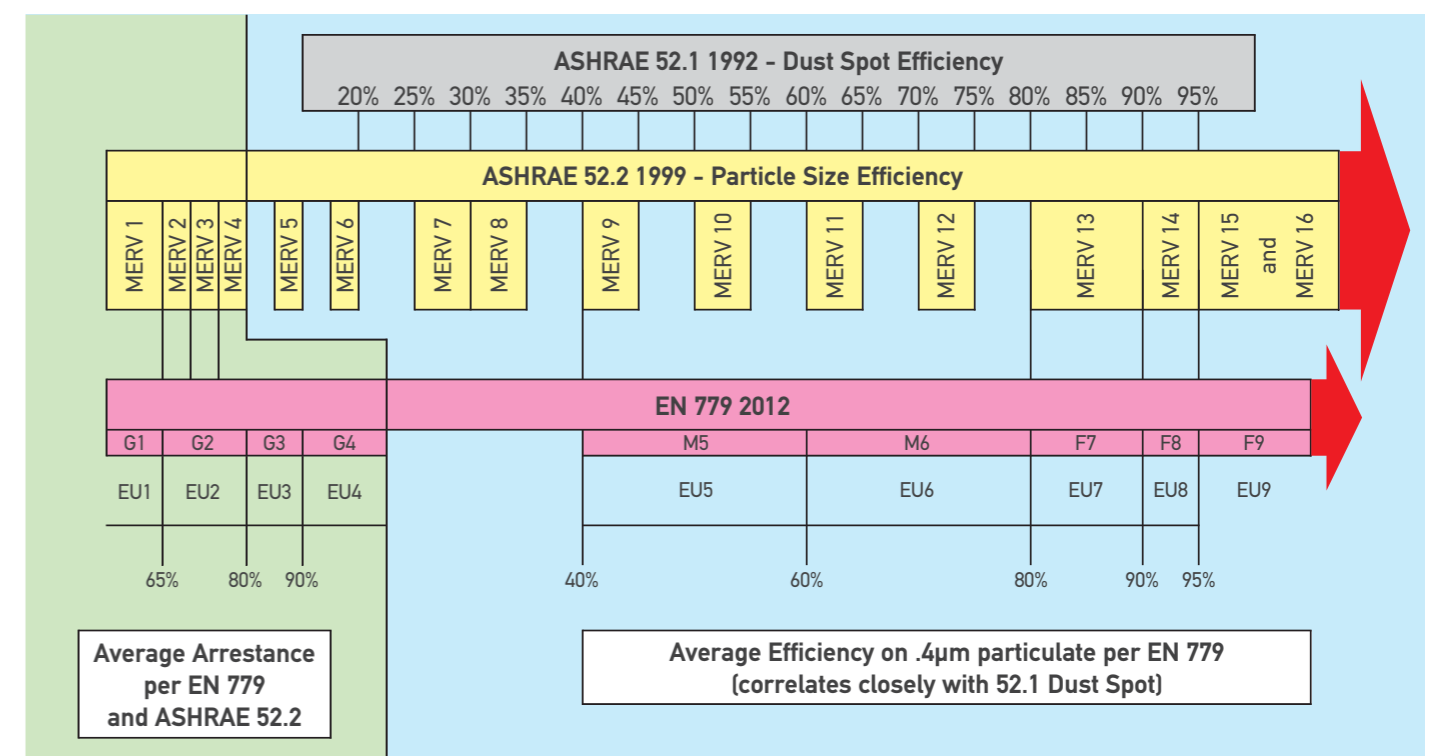 ASHRAE 52.1 1992 - Dust Spot Efficiency
20% 25% 30% 35% 40% 45% 50% 55% 60% 65% 70% 75% 80% 85% 90% 95%
ASHRAE 52.2 1999 - Particle Size Efficiency
MERV 1
MERV 2
MERV 3
MERV 4
MERV 5
MERV 6
MERV 7
MERV 8
MERV 9
MERV 10
MERV 11
MERV 12
MERV 13
MERV 14
MERV 15
and
MERV 16
EN 779 2012
G1 G2 G3 G4 M5 M6 F7 F8 F9
EU1 EU2 EU3 EU4 EU5 EU6 EU7 EU8 EU9
65% 80% 90% 40% 60% 80% 90% 95%
Average Arrestance
per EN 779
and ASHRAE 52.2
Average Efficiency on .4µm particulate per EN 779
(correlates closely with 52.1 Dust Spot)